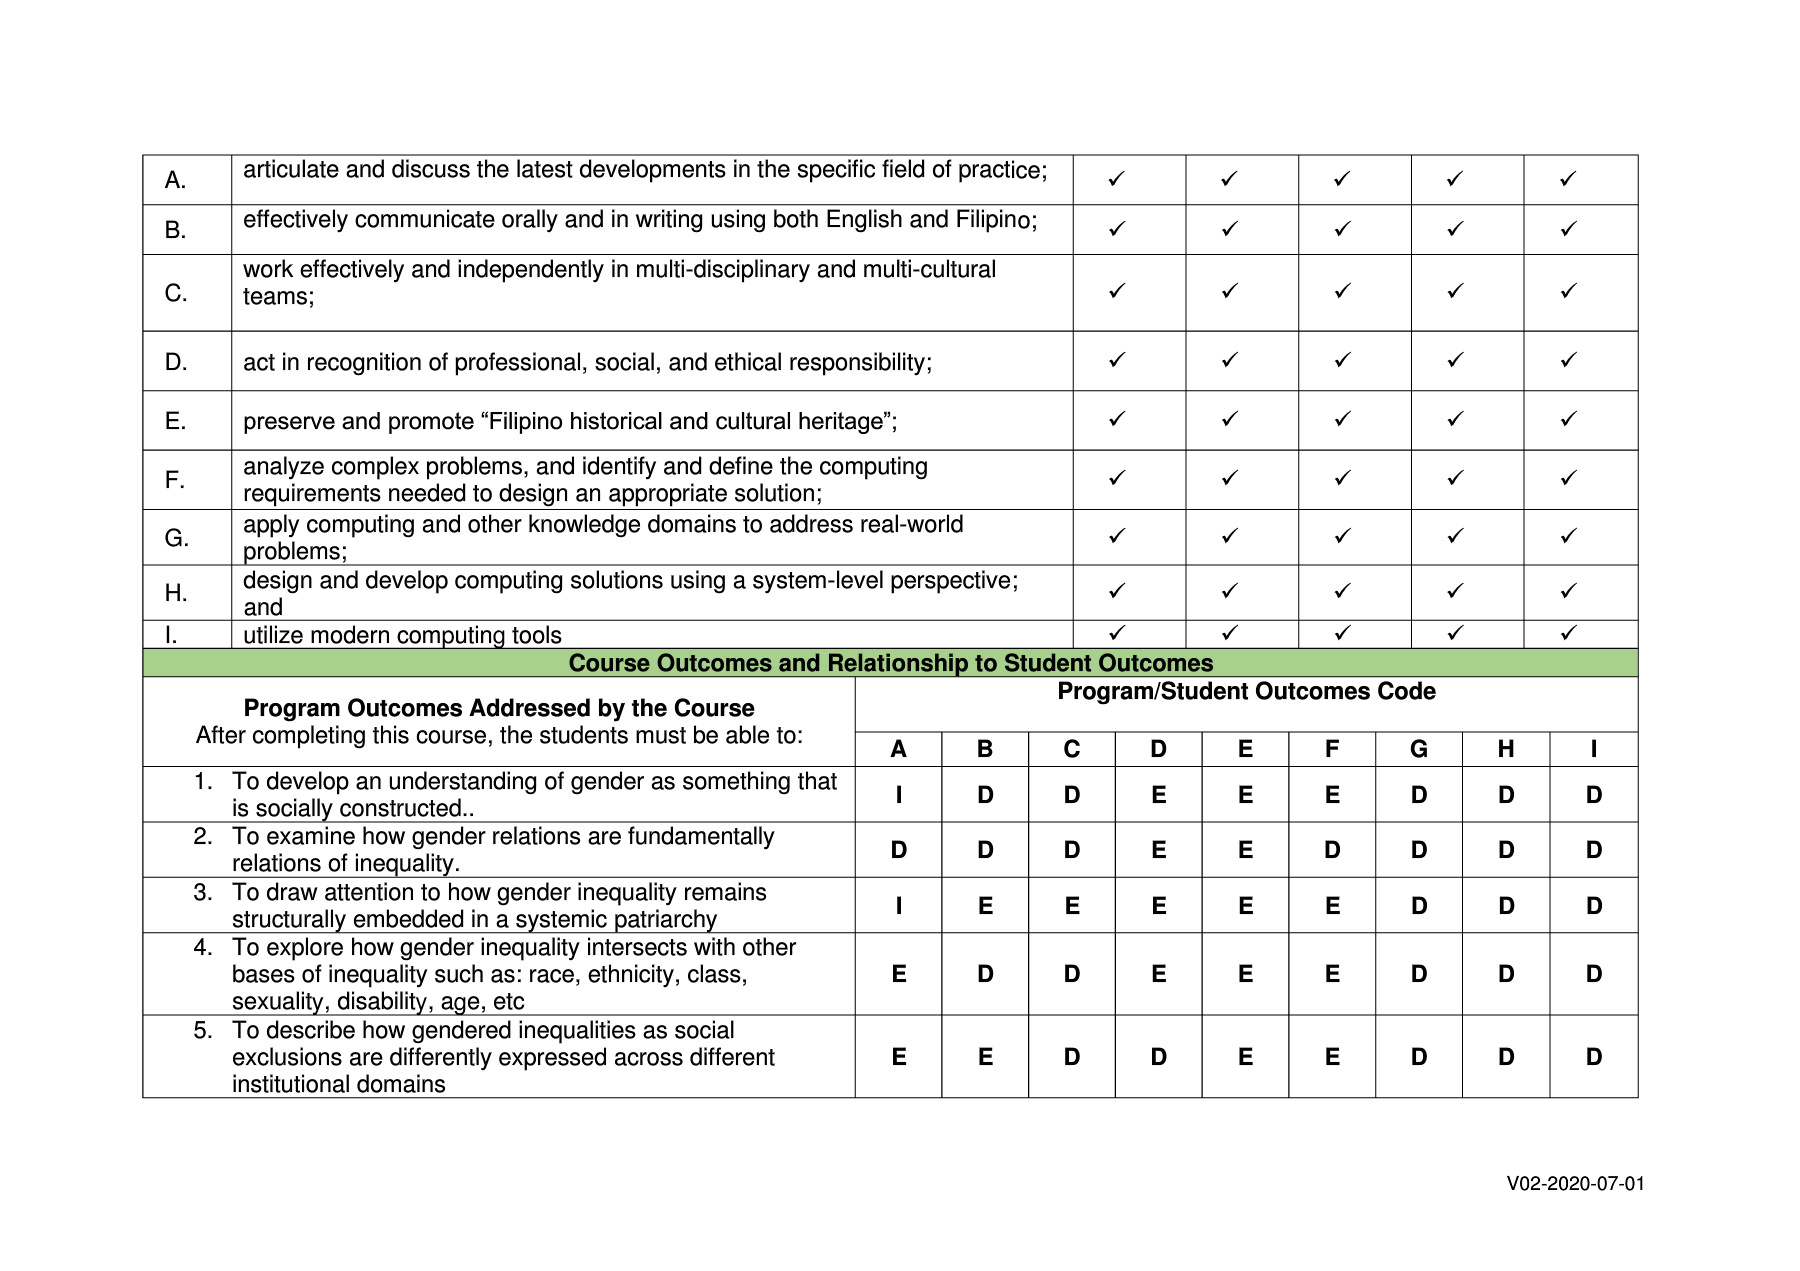 A. articulate and discuss the latest developments in the specific field of practice; ✓ ✓ ✓ ✓ ✓
B. effectively communicate orally and in writing using both English and Filipino; ✓ ✓ ✓ ✓ ✓
C. work effectively and independently in multi-disciplinary and multi-cultural
teams; ✓ ✓ ✓ ✓ ✓
D. act in recognition of professional, social, and ethical responsibility; ✓ ✓ ✓ ✓ ✓
E. preserve and promote “Filipino historical and cultural heritage”; ✓ ✓ ✓ ✓ ✓
F. analyze complex problems, and identify and define the computing
requirements needed to design an appropriate solution; ✓ ✓ ✓ ✓ ✓
G. apply computing and other knowledge domains to address real-world
problems; ✓ ✓ ✓ ✓ ✓
H. design and develop computing solutions using a system-level perspective;
and ✓ ✓ ✓ ✓ ✓
I. utilize modern computing tools ✓ ✓ ✓ ✓ ✓
Course Outcomes and Relationship to Student Outcomes
Program Outcomes Addressed by the Course
After completing this course, the students must be able to:
Program/Student Outcomes Code
A B C D E F G H I
1. To develop an understanding of gender as something that
is socially constructed..
I D D E E E D D D
2. To examine how gender relations are fundamentally
relations of inequality.
D D D E E D D D D
3. To draw attention to how gender inequality remains
structurally embedded in a systemic patriarchy
I E E E E E D D D
4. To explore how gender inequality intersects with other
bases of inequality such as: race, ethnicity, class,
sexuality, disability, age, etc
E D D E E E D D D
5. To describe how gendered inequalities as social
exclusions are differently expressed across different
institutional domains
E E D D E E D D D
V02-2020-07-01